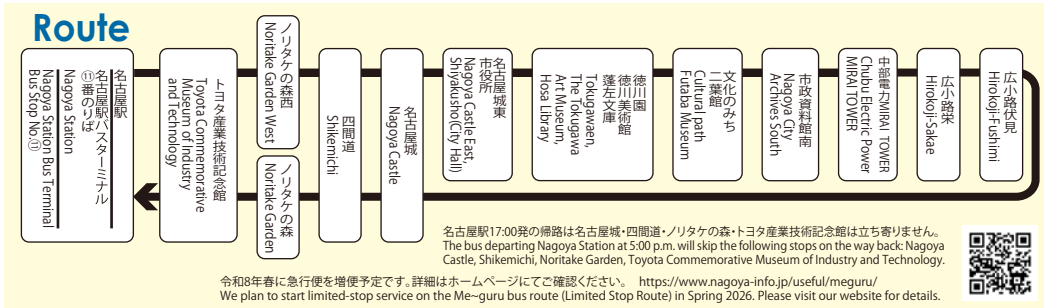 Route
名古屋駅
名古屋駅バスターミナル
⑪番のりば
Nagoya Station
Nagoya Station Bus Terminal
Bus Stop No.⑪
トヨタ産業技術記念館
Toyota Commemorative
Museum of Industry
and Technology
ノリタケの森西
Noritake Garden West
ノリタケの森
Noritake Garden
四間道
Shikemichi
名古屋城
Nagoya Castle
名古屋城東
市役所
Nagoya Castle East,
Shiyakusho(City Hall)
徳川園
徳川美術館
蓬左文庫
Tokugawaen,
The Tokugawa
Art Museum,
Hosa Library
文化のみち
二葉館
Cultural path
Futaba Museum
市政資料館南
Nagoya City
Archives South
中部電力MIRAI TOWER
Chubu Electric Power
MIRAI TOWER
広小路栄
Hirokoji-Sakae
広小路伏見
Hirokoji-Fushimi
名古屋駅17:00発の帰路は名古屋城・四間道・ノリタケの森・トヨタ産業技術記念館は立ち寄りません。
The bus departing Nagoya Station at 5:00 p.m. will skip the following stops on the way back: Nagoya
Castle, Shikemichi, Noritake Garden, Toyota Commemorative Museum of Industry and Technology.
令和8年春に急行便を増便予定です。詳細はホームページにてご確認ください。 https://www.nagoya-info.jp/useful/meguru/
We plan to start limited-stop service on the Me~guru bus route (Limited Stop Route) in Spring 2026. Please visit our website for details.